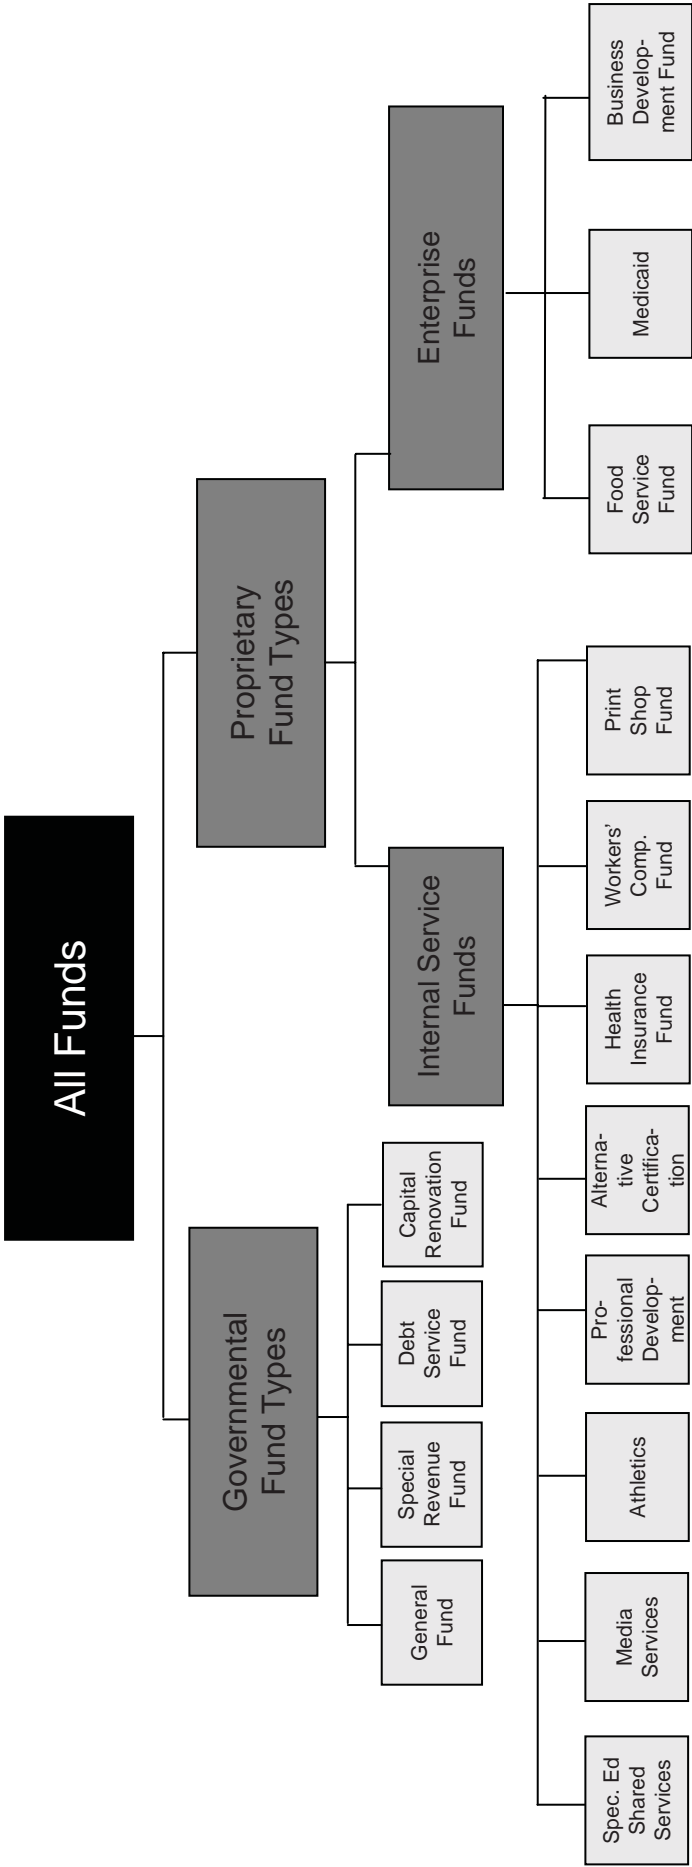 All Funds
Governmental
Fund Types
Proprietary
Fund Types
General
Fund
Special
Revenue
Fund
Debt
Service
Fund
Capital
Renovation
Fund
Internal Service
Funds
Enterprise
Funds
Spec. Ed
Shared
Services
Media
Services
Athletics
Pro-
fessional
Develop-
ment
Alterna-
tive
Certifica-
tion
Health
Insurance
Fund
Workers’
Comp.
Fund
Print
Shop
Fund
Food
Service
Fund
Medicaid
Business
Develop-
ment Fund